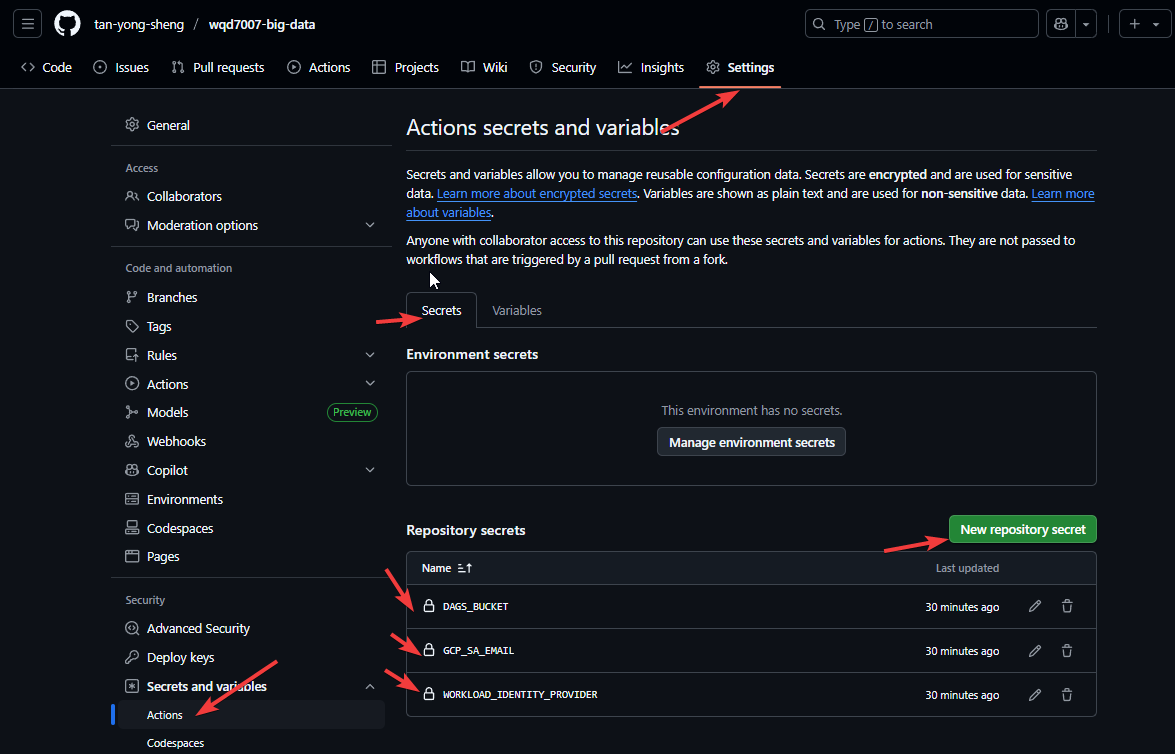 tan-yong-sheng / wqd7007-big-data
Type / to search
Code
Issues
Pull requests
Actions
Projects
Wiki
Security
Insights
Settings
General
Access
Collaborators
Moderation options
Code and automation
Branches
Tags
Rules
Actions
Models
Preview
Webhooks
Copilot
Environments
Codespaces
Pages
Security
Advanced Security
Deploy keys
Secrets and variables
Actions
Codespaces
Actions secrets and variables
Secrets and variables allow you to manage reusable configuration data. Secrets are encrypted and are used for sensitive
data. Learn more about encrypted secrets. Variables are shown as plain text and are used for non-sensitive data. Learn more
about variables.
Anyone with collaborator access to this repository can use these secrets and variables for actions. They are not passed to
workflows that are triggered by a pull request from a fork.
Secrets
Variables
Environment secrets
This environment has no secrets.
Manage environment secrets
Repository secrets
New repository secret
Name
Last updated
DAGS_BUCKET
30 minutes ago
GCP_SA_EMAIL
30 minutes ago
WORKLOAD_IDENTITY_PROVIDER
30 minutes ago